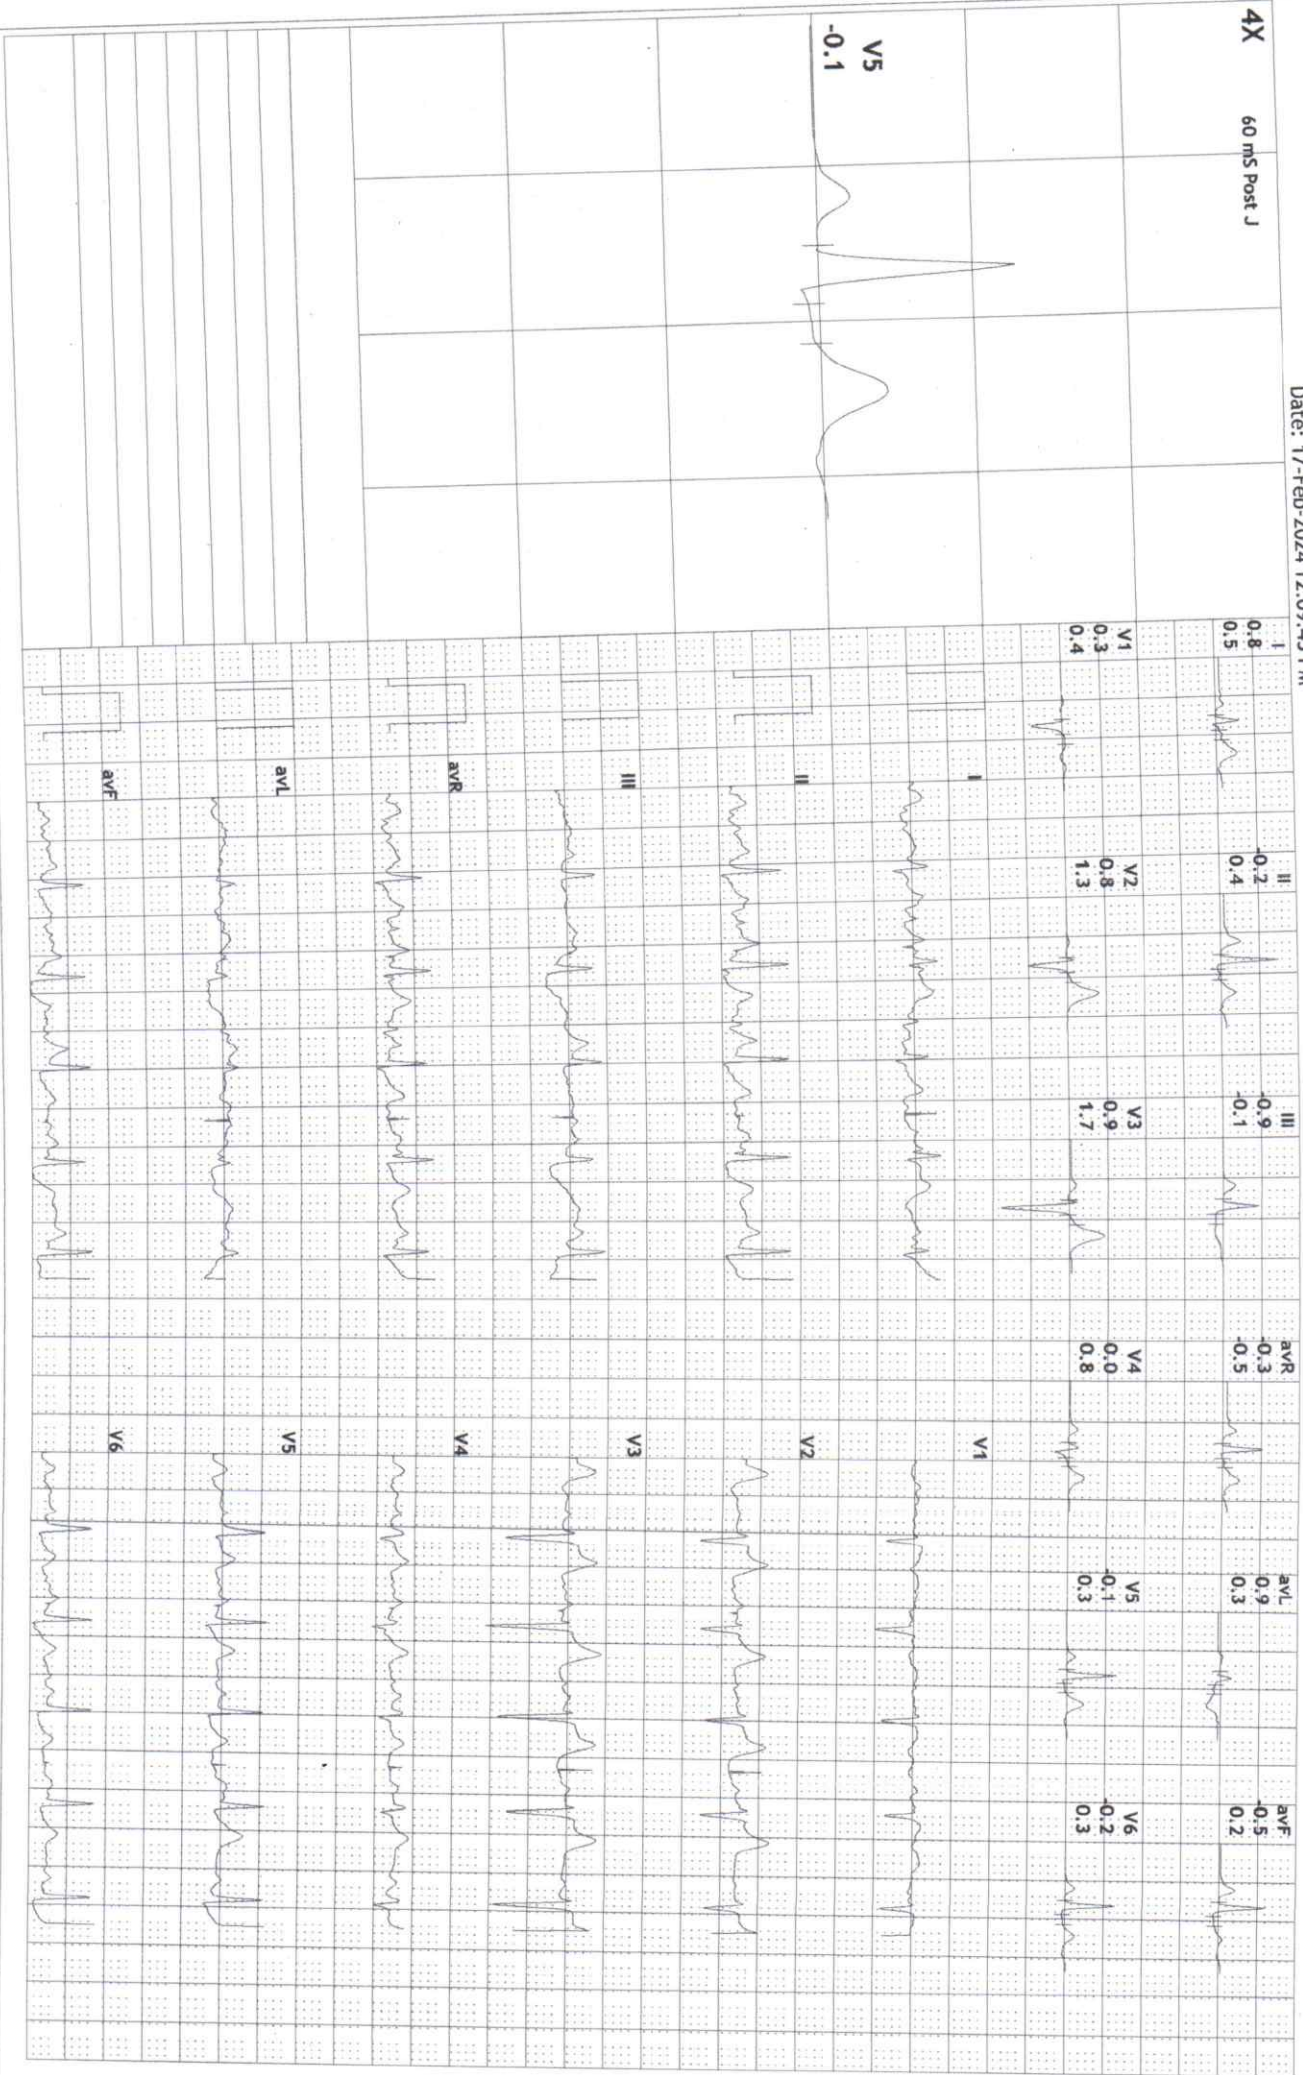 Date: 17-Feb-2024 12:09:45 PM
4X 60 mS Post J
I II III avR avL avF
0.8 -0.2 -0.9 -0.3 0.9 -0.5
0.5 0.4 -0.1 -0.5 0.3 0.2
V1 V2 V3 V4 V5 V6
0.3 0.8 0.9 0.0 -0.1 -0.2
0.4 1.3 1.7 0.8 0.3 0.3
V5
-0.1
I V1
II V2
III V3
avR V4
avL V5
avF V6